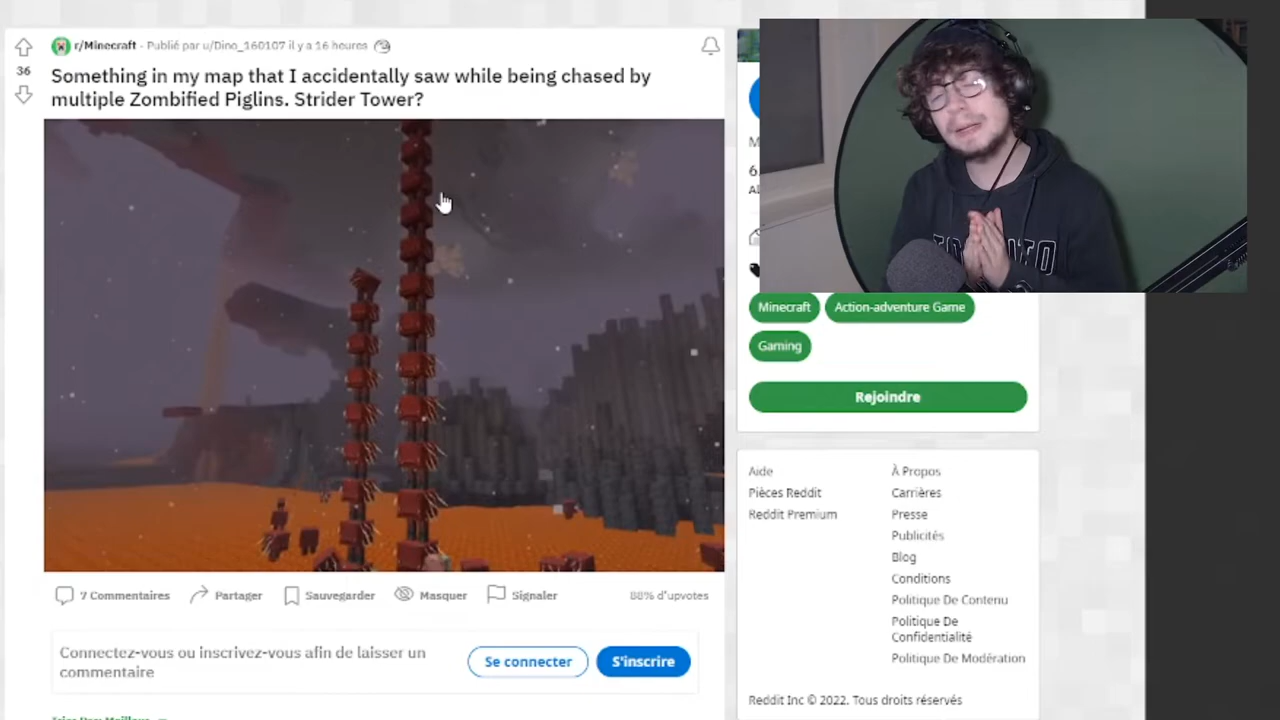 r/Minecraft · Publié par u/Dino_160107 il y a 16 heures
36
Something in my map that I accidentally saw while being chased by
multiple Zombified Piglins. Strider Tower?
7 Commentaires
Partager
Sauvegarder
Masquer
Signaler
88% d'upvotes
Connectez-vous ou inscrivez-vous afin de laisser un
commentaire
Se connecter
S'inscrire
Minecraft
Action-adventure Game
Gaming
Rejoindre
Aide
À Propos
Pièces Reddit
Carrières
Reddit Premium
Presse
Publicités
Blog
Conditions
Politique De Contenu
Politique De
Confidentialité
Politique De Modération
Reddit Inc © 2022. Tous droits réservés